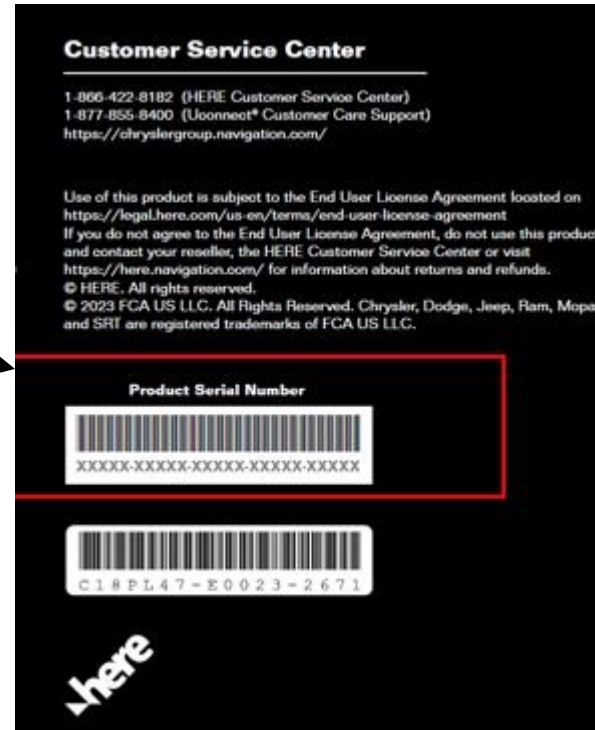 Customer Service Center
1-866-422-8182 (HERE Customer Service Center)
1-877-855-8400 (Uconnect® Customer Care Support)
https://chryslergroup.navigation.com/
Use of this product is subject to the End User License Agreement located on
https://legal.here.com/us-en/terms/end-user-license-agreement
If you do not agree to the End User License Agreement, do not use this product
and contact your reseller, the HERE Customer Service Center or visit
https://here.navigation.com/ for information about returns and refunds.
© HERE. All rights reserved.
© 2023 FCA US LLC. All Rights Reserved. Chrysler, Dodge, Jeep, Ram, Mopa
and SRT are registered trademarks of FCA US LLC.
Product Serial Number
XXXXX-XXXXX-XXXXX-XXXXX-XXXXX
C18PL47-E0023-2671
here